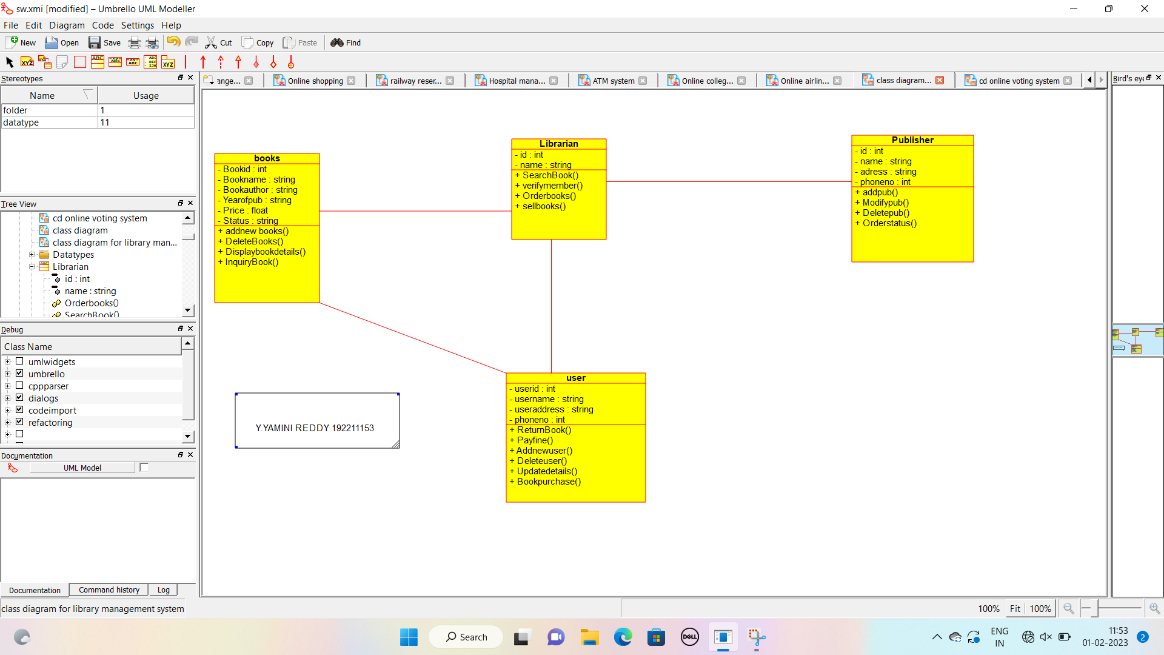 sw.xmi [modified] – Umbrello UML Modeller
File Edit Diagram Code Settings Help
New Open Save Cut Copy Paste Find
Stereotypes
Name Usage
folder 1
datatype 11
Tree View
cd online voting system
class diagram
class diagram for library man...
Datatypes
Librarian
id : int
name : string
Orderbooks()
SearchBook()
Debug
Class Name
umlwidgets
umbrello
cppparser
dialogs
codeimport
refactoring
Documentation
UML Model
Documentation Command history Log
class diagram for library management system
ange... Online shopping railway reser... Hospital mana... ATM system Online colleg... Online airlin... class diagram... cd online voting system
Bird's eye
books
- Bookid : int
- Bookname : string
- Bookauthor : string
- Yearofpub : string
- Price : float
- Status : string
+ addnew books()
+ DeleteBooks()
+ Displaybookdetails()
+ InquiryBook()
Librarian
- id : int
- name : string
+ SearchBook()
+ verifymember()
+ Orderbooks()
+ sellbooks()
Publisher
- id : int
- name : string
- adress : string
- phoneno : int
+ addpub()
+ Modifypub()
+ Deletepub()
+ Orderstatus()
user
- userid : int
- username : string
- useraddress : string
- phoneno : int
+ ReturnBook()
+ Payfine()
+ Addnewuser()
+ Deleteuser()
+ Updatedetails()
+ Bookpurchase()
Y.YAMINI REDDY 192211153
100% Fit 100%
Search
DELL
ENG
IN
11:53
01-02-2023
2